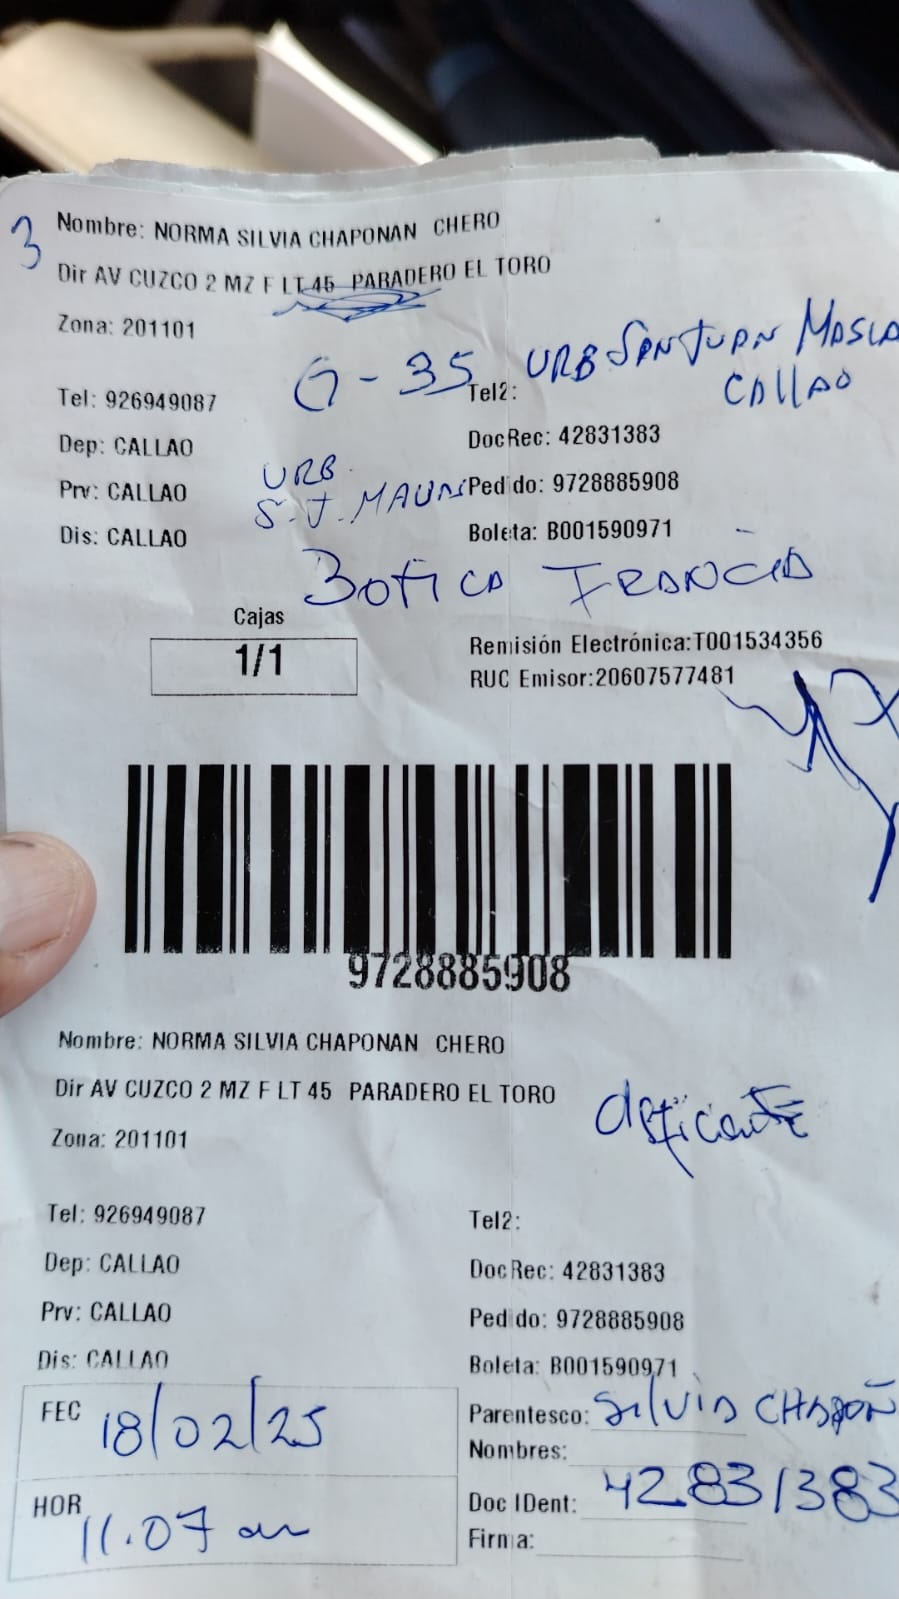 3
Nombre: NORMA SILVIA CHAPONAN CHERO
Dir AV CUZCO 2 MZ F LT 45 PARADERO EL TORO
Zona: 201101
G-35 URB SAN JUAN MASIA
CALLAO
Tel: 926949087 Tel2:
Dep: CALLAO DocRec: 42831383
URB.
Prv: CALLAO S.J. Pedido: 9728885908
Dis: CALLAO Boleta: B001590971
BOTICA FRANCIA
Cajas
1/1
Remisión Electrónica:T001534356
RUC Emisor:20607577481
9728885908
Nombre: NORMA SILVIA CHAPONAN CHERO
Dir AV CUZCO 2 MZ F LT 45 PARADERO EL TORO
Zona: 201101
Tel: 926949087 Tel2:
Dep: CALLAO DocRec: 42831383
Prv: CALLAO Pedido: 9728885908
Dis: CALLAO Boleta: B001590971
FEC 18/02/25
Parentesco: Silvia CHAPOÑ
Nombres:
HOR 11.07 am
Doc IDent: 42831383
Firma: